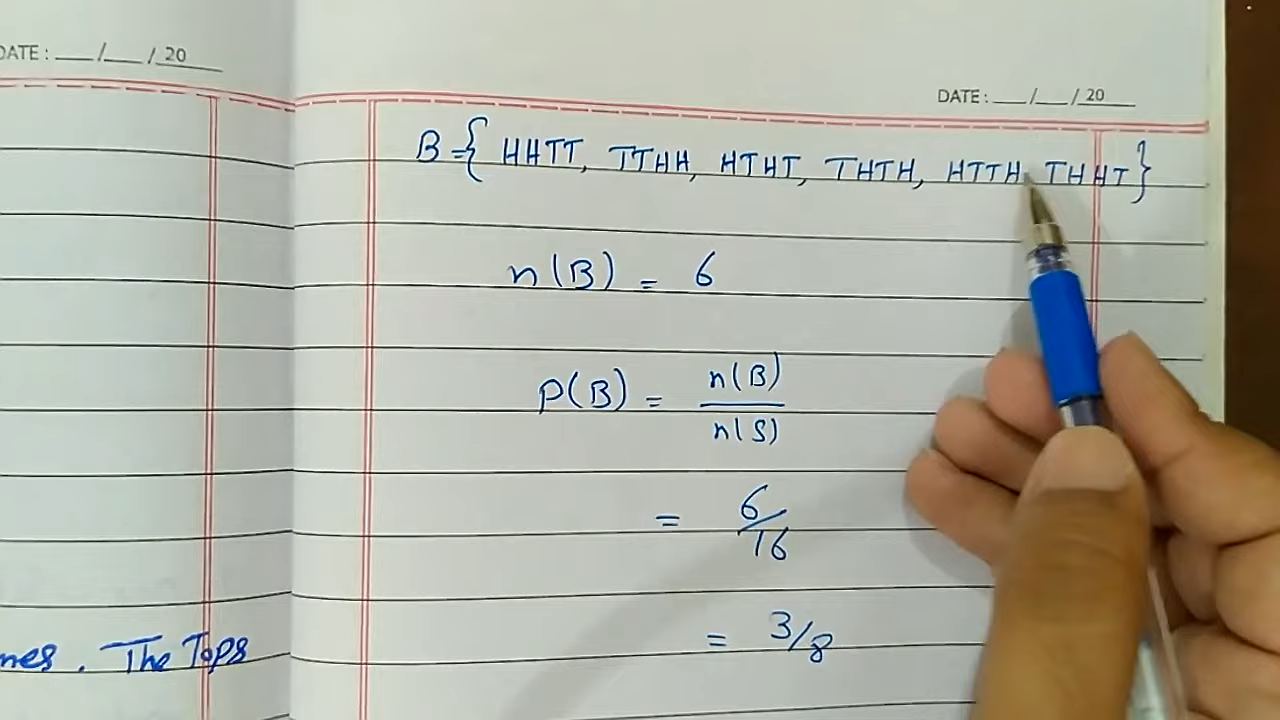 DATE : ___/___/ 20
DATE : ___/___/ 20
B = { HHTT, TTHH, HTHT, THTH, HTTH, THHT }
n(B) = 6
P(B) = n(B)/n(S)
= 6/16
= 3/8
nes . The Tops